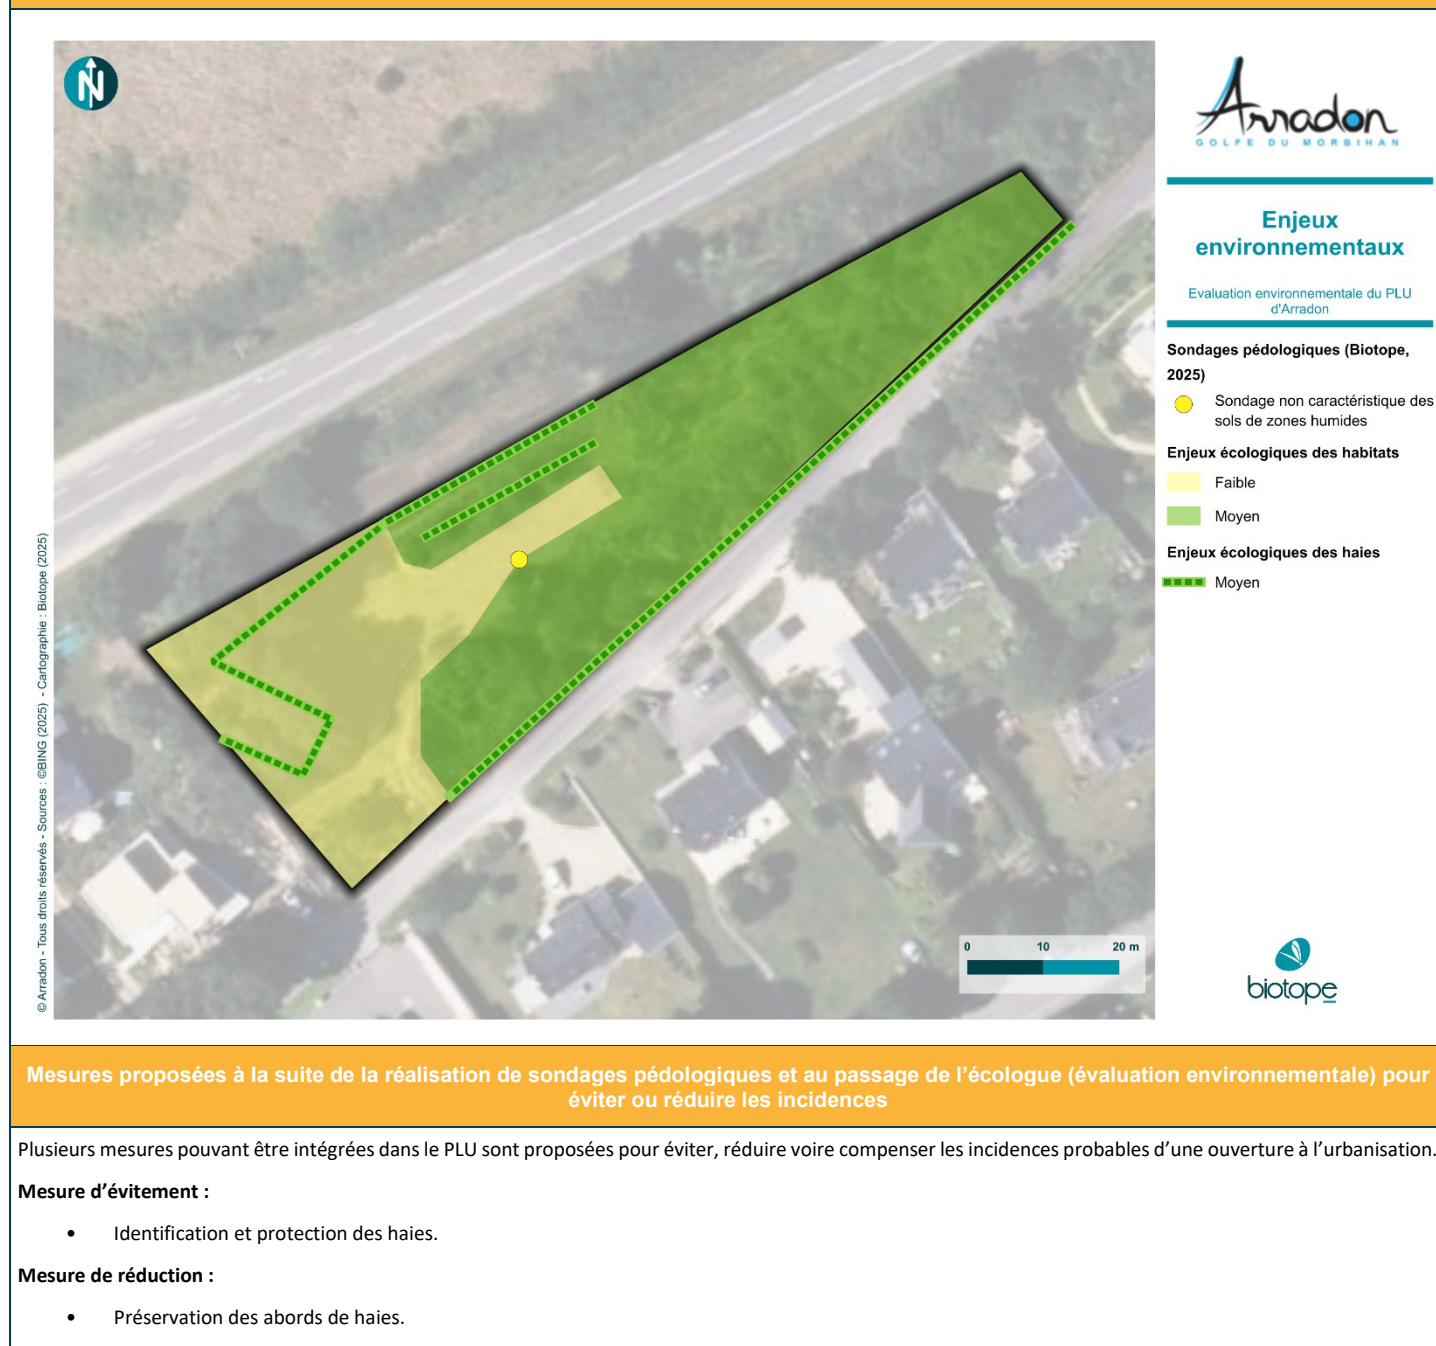 N
Arradon
GOLFE DU MORBIHAN
Enjeux
environnementaux
Evaluation environnementale du PLU
d'Arradon
Sondages pédologiques (Biotope,
2025)
Sondage non caractéristique des
sols de zones humides
Enjeux écologiques des habitats
Faible
Moyen
Enjeux écologiques des haies
Moyen
© Arradon - Tous droits réservés - Sources : ©BING (2025) - Cartographie : Biotope (2025)
0 10 20 m
biotope
Mesures proposées à la suite de la réalisation de sondages pédologiques et au passage de l’écologue (évaluation environnementale) pour
éviter ou réduire les incidences
Plusieurs mesures pouvant être intégrées dans le PLU sont proposées pour éviter, réduire voire compenser les incidences probables d’une ouverture à l’urbanisation.
Mesure d’évitement :
• Identification et protection des haies.
Mesure de réduction :
• Préservation des abords de haies.